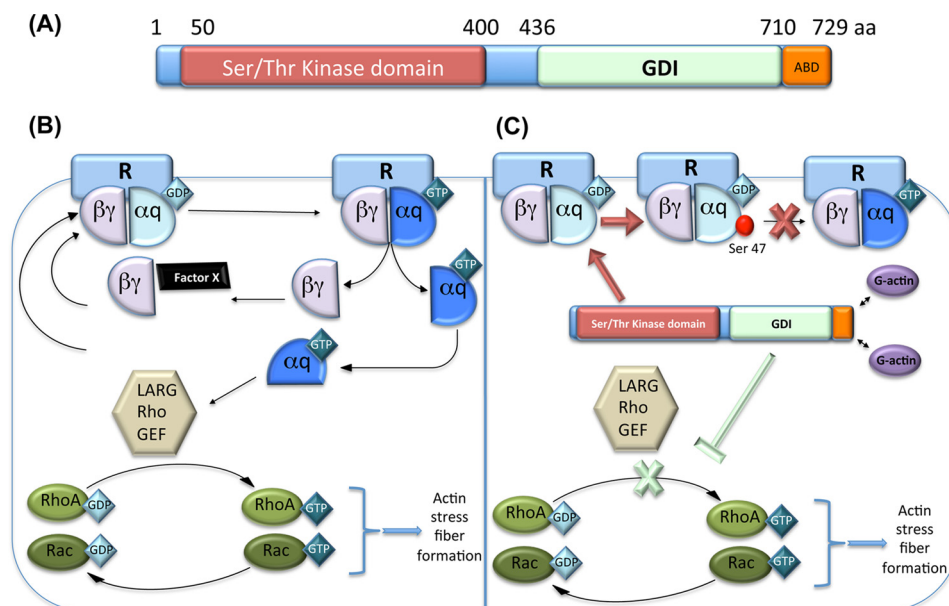 (A)
1 50 400 436 710 729 aa
Ser/Thr Kinase domain GDI ABD
(B)
R
GDP
βγ αq
R
GTP
βγ αq
βγ Factor X
βγ
GTP
αq
GTP
αq
LARG
Rho
GEF
RhoA GDP
RhoA GTP
Rac GDP
Rac GTP
Actin
stress
fiber
formation
(C)
R
GDP
βγ αq
R
GDP
βγ αq
Ser 47
R
GTP
βγ αq
Ser/Thr Kinase domain GDI
G-actin
G-actin
LARG
Rho
GEF
RhoA GDP
RhoA GTP
Rac GDP
Rac GTP
Actin
stress
fiber
formation